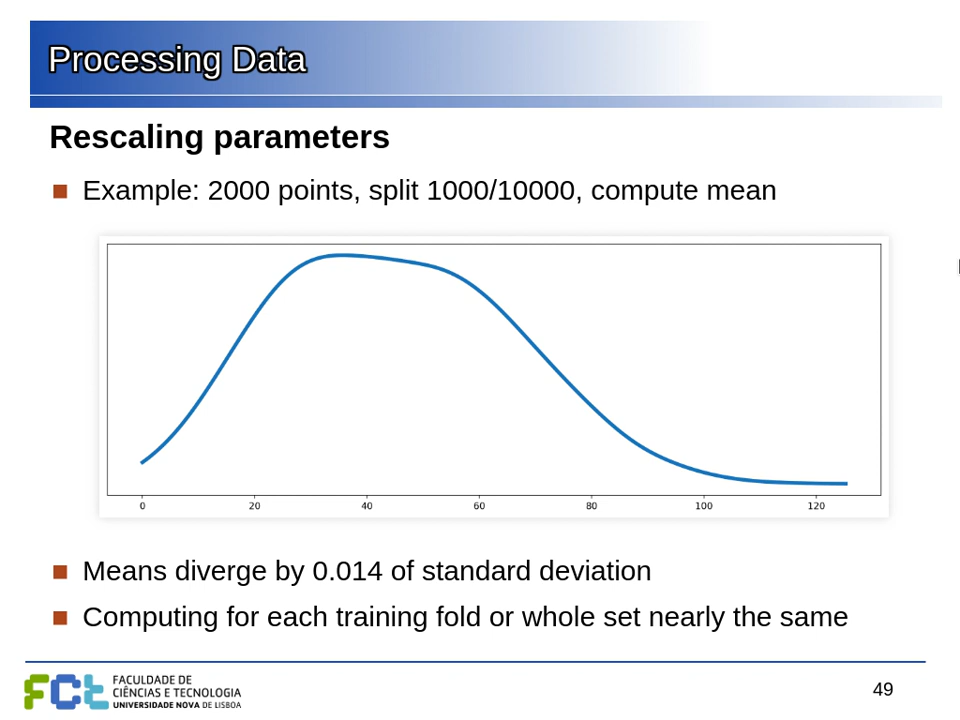 Processing Data
Rescaling parameters
Example: 2000 points, split 1000/10000, compute mean
0 20 40 60 80 100 120
Means diverge by 0.014 of standard deviation
Computing for each training fold or whole set nearly the same
FCt
FACULDADE DE
CIÊNCIAS E TECNOLOGIA
UNIVERSIDADE NOVA DE LISBOA
49